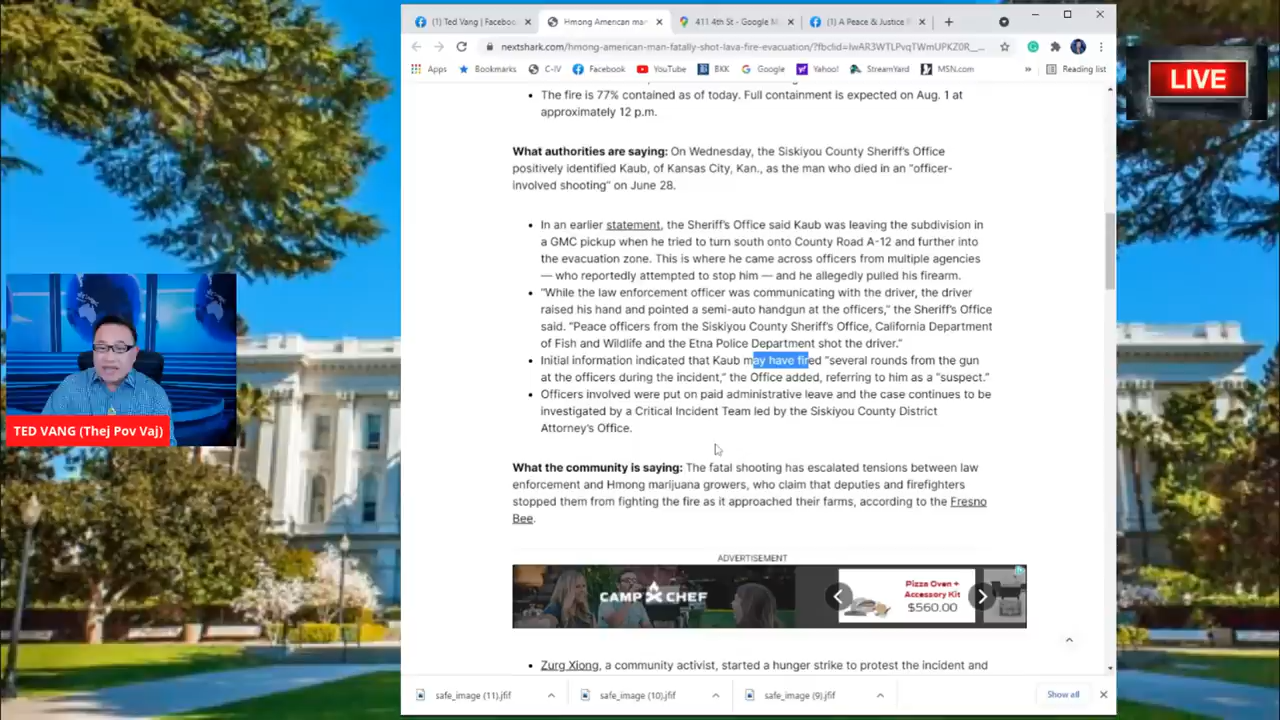 (1) Ted Vang | Facebo
Hmong American ma
411 4th St. - Google M
(1) A Peace & Justice
nextshark.com/hmong-american-man-fatally-shot-lava-fire-evacuation/?fbclid=IwAR3WTLPvqTWmUPKZ0R__...
Apps
Bookmarks
C-IV
Facebook
YouTube
BKK
Google
Yahoo!
StreamYard
MSN.com
»
Reading list
LIVE
• The fire is 77% contained as of today. Full containment is expected on Aug. 1 at
approximately 12 p.m.
What authorities are saying: On Wednesday, the Siskiyou County Sheriff's Office
positively identified Kaub, of Kansas City, Kan., as the man who died in an "officer-
involved shooting" on June 28.
• In an earlier statement, the Sheriff's Office said Kaub was leaving the subdivision in
a GMC pickup when he tried to turn south onto County Road A-12 and further into
the evacuation zone. This is where he came across officers from multiple agencies
— who reportedly attempted to stop him — and he allegedly pulled his firearm.
• "While the law enforcement officer was communicating with the driver, the driver
raised his hand and pointed a semi-auto handgun at the officers," the Sheriff's Office
said. "Peace officers from the Siskiyou County Sheriff's Office, California Department
of Fish and Wildlife and the Etna Police Department shot the driver."
• Initial information indicated that Kaub may have fired "several rounds from the gun
at the officers during the incident," the Office added, referring to him as a "suspect."
• Officers involved were put on paid administrative leave and the case continues to be
investigated by a Critical Incident Team led by the Siskiyou County District
Attorney's Office.
TED VANG (Thej Pov Vaj)
What the community is saying: The fatal shooting has escalated tensions between law
enforcement and Hmong marijuana growers, who claim that deputies and firefighters
stopped them from fighting the fire as it approached their farms, according to the Fresno
Bee.
ADVERTISEMENT
CAMP CHEF
Pizza Oven +
Accessory Kit
$560.00
• Zurg Xiong, a community activist, started a hunger strike to protest the incident and
safe_image (11).jfif
safe_image (10).jfif
safe_image (9).jfif
Show all